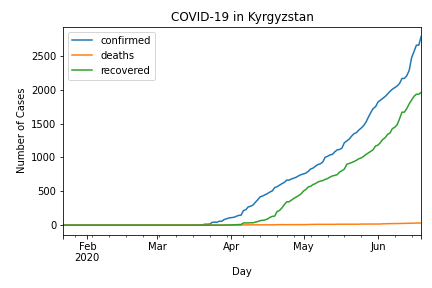 COVID-19 in Kyrgyzstan
confirmed
deaths
recovered
Number of Cases
2500
2000
1500
1000
500
0
Feb
2020
Mar
Apr
May
Jun
Day